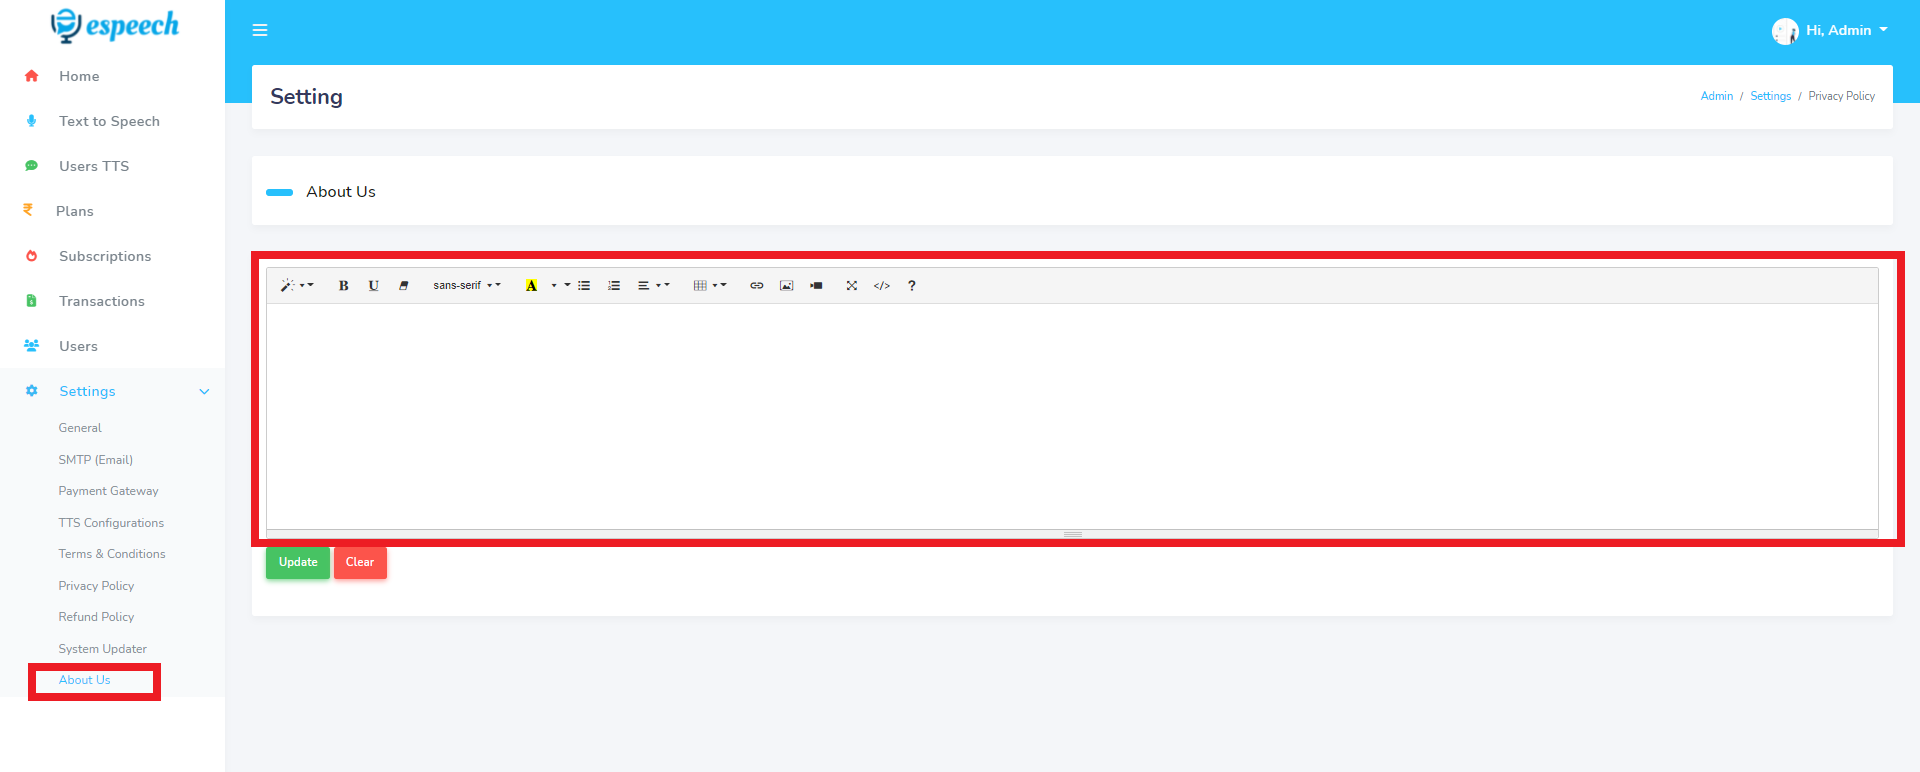 espeech
Hi, Admin
Home
Text to Speech
Users TTS
Plans
Subscriptions
Transactions
Users
Settings
General
SMTP (Email)
Payment Gateway
TTS Configurations
Terms & Conditions
Privacy Policy
Refund Policy
System Updater
About Us
Setting
Admin / Settings / Privacy Policy
About Us
B U sans-serif A </> ?
Update Clear